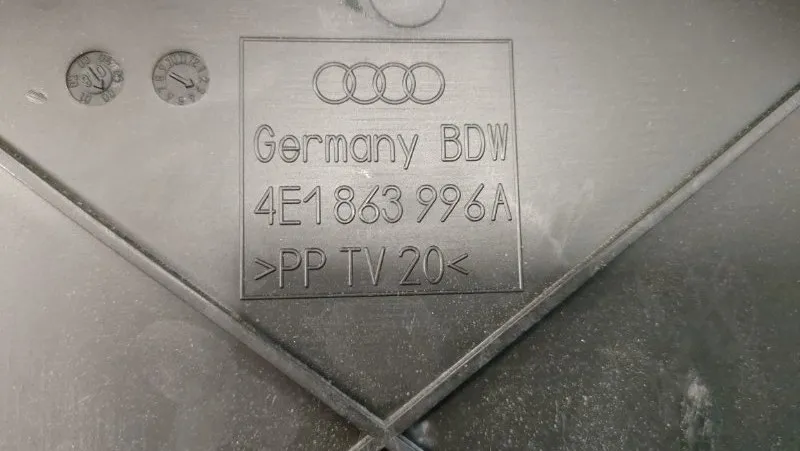 Germany BDW
4E1 863 996A
>PP TV 20<